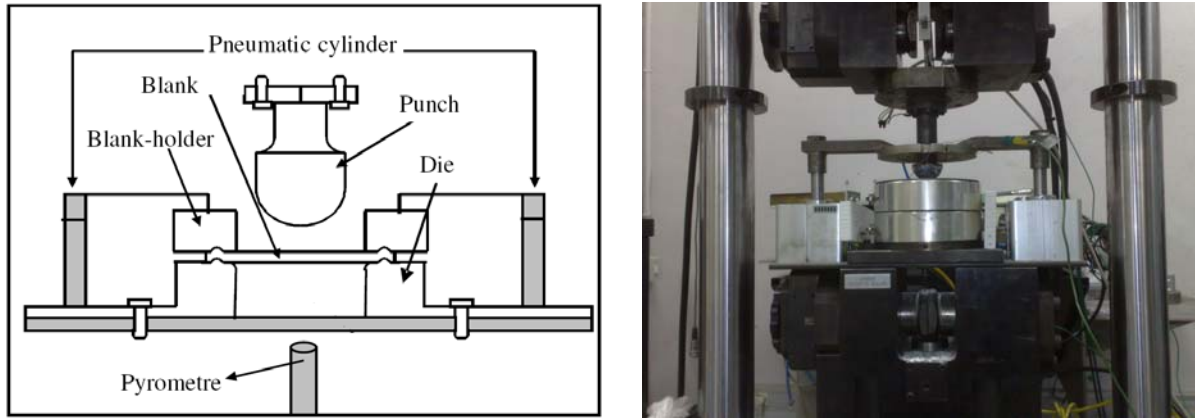 Pneumatic cylinder
Blank
Punch
Blank-holder
Die
Pyrometre